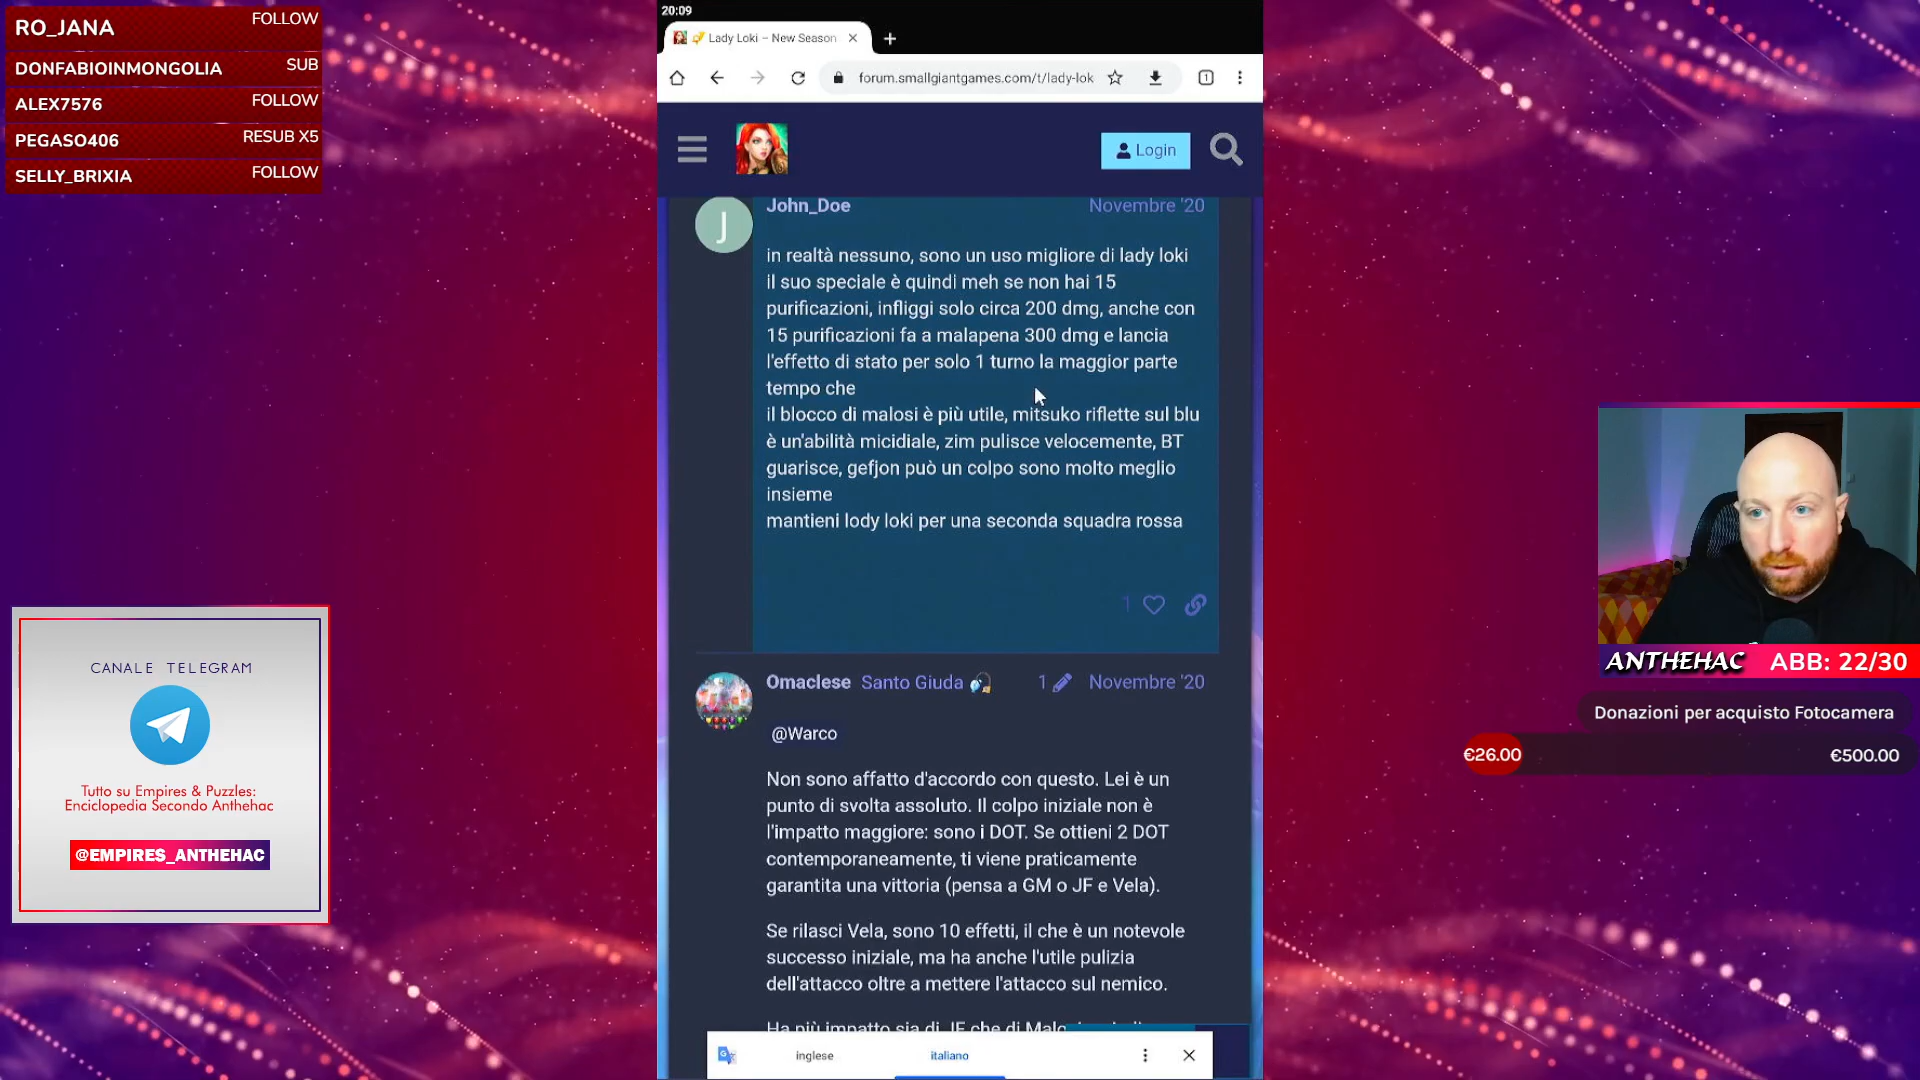 RO_JANA FOLLOW
DONFABIOINMONGOLIA SUB
ALEX7576 FOLLOW
PEGASO406 RESUB X5
SELLY_BRIXIA FOLLOW
CANALE TELEGRAM
Tutto su Empires & Puzzles:
Enciclopedia Secondo Anthehac
@EMPIRES_ANTHEHAC
20:09
Lady Loki – New Season
forum.smallgiantgames.com/t/lady-lok
1
Login
J
John_Doe Novembre '20
in realtà nessuno, sono un uso migliore di lady loki
il suo speciale è quindi meh se non hai 15
purificazioni, infliggi solo circa 200 dmg, anche con
15 purificazioni fa a malapena 300 dmg e lancia
l'effetto di stato per solo 1 turno la maggior parte
tempo che
il blocco di malosi è più utile, mitsuko riflette sul blu
è un'abilità micidiale, zim pulisce velocemente, BT
guarisce, gefjon può un colpo sono molto meglio
insieme
mantieni lody loki per una seconda squadra rossa
1
Omaclese Santo Giuda 1 Novembre '20
@Warco
Non sono affatto d'accordo con questo. Lei è un
punto di svolta assoluto. Il colpo iniziale non è
l'impatto maggiore: sono i DOT. Se ottieni 2 DOT
contemporaneamente, ti viene praticamente
garantita una vittoria (pensa a GM o JF e Vela).
Se rilasci Vela, sono 10 effetti, il che è un notevole
successo iniziale, ma ha anche l'utile pulizia
dell'attacco oltre a mettere l'attacco sul nemico.
Ha più impatto sia di JF che di
inglese italiano
ANTHEHAC ABB: 22/30
Donazioni per acquisto Fotocamera
€26.00 €500.00